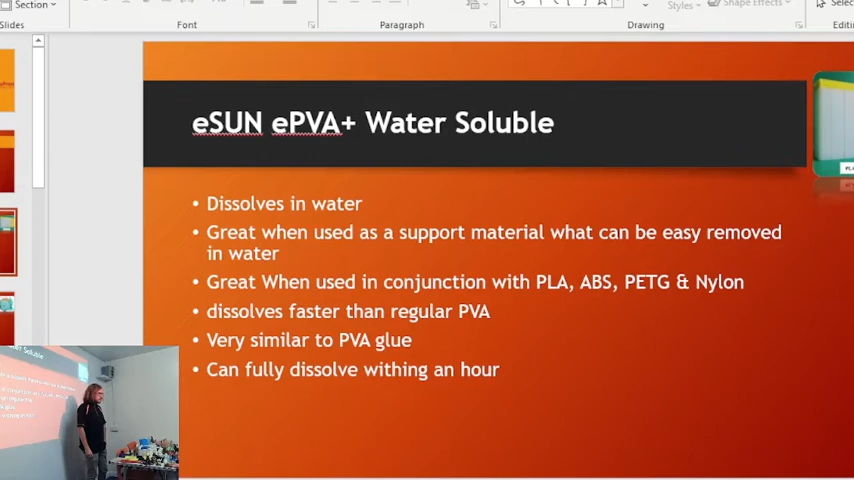 Section
Slides
Font
Paragraph
Styles
Shape Effects
Drawing
Selec
Editin
eSUN ePVA+ Water Soluble
• Dissolves in water
• Great when used as a support material what can be easy removed
in water
• Great When used in conjunction with PLA, ABS, PETG & Nylon
• dissolves faster than regular PVA
• Very similar to PVA glue
• Can fully dissolve withing an hour